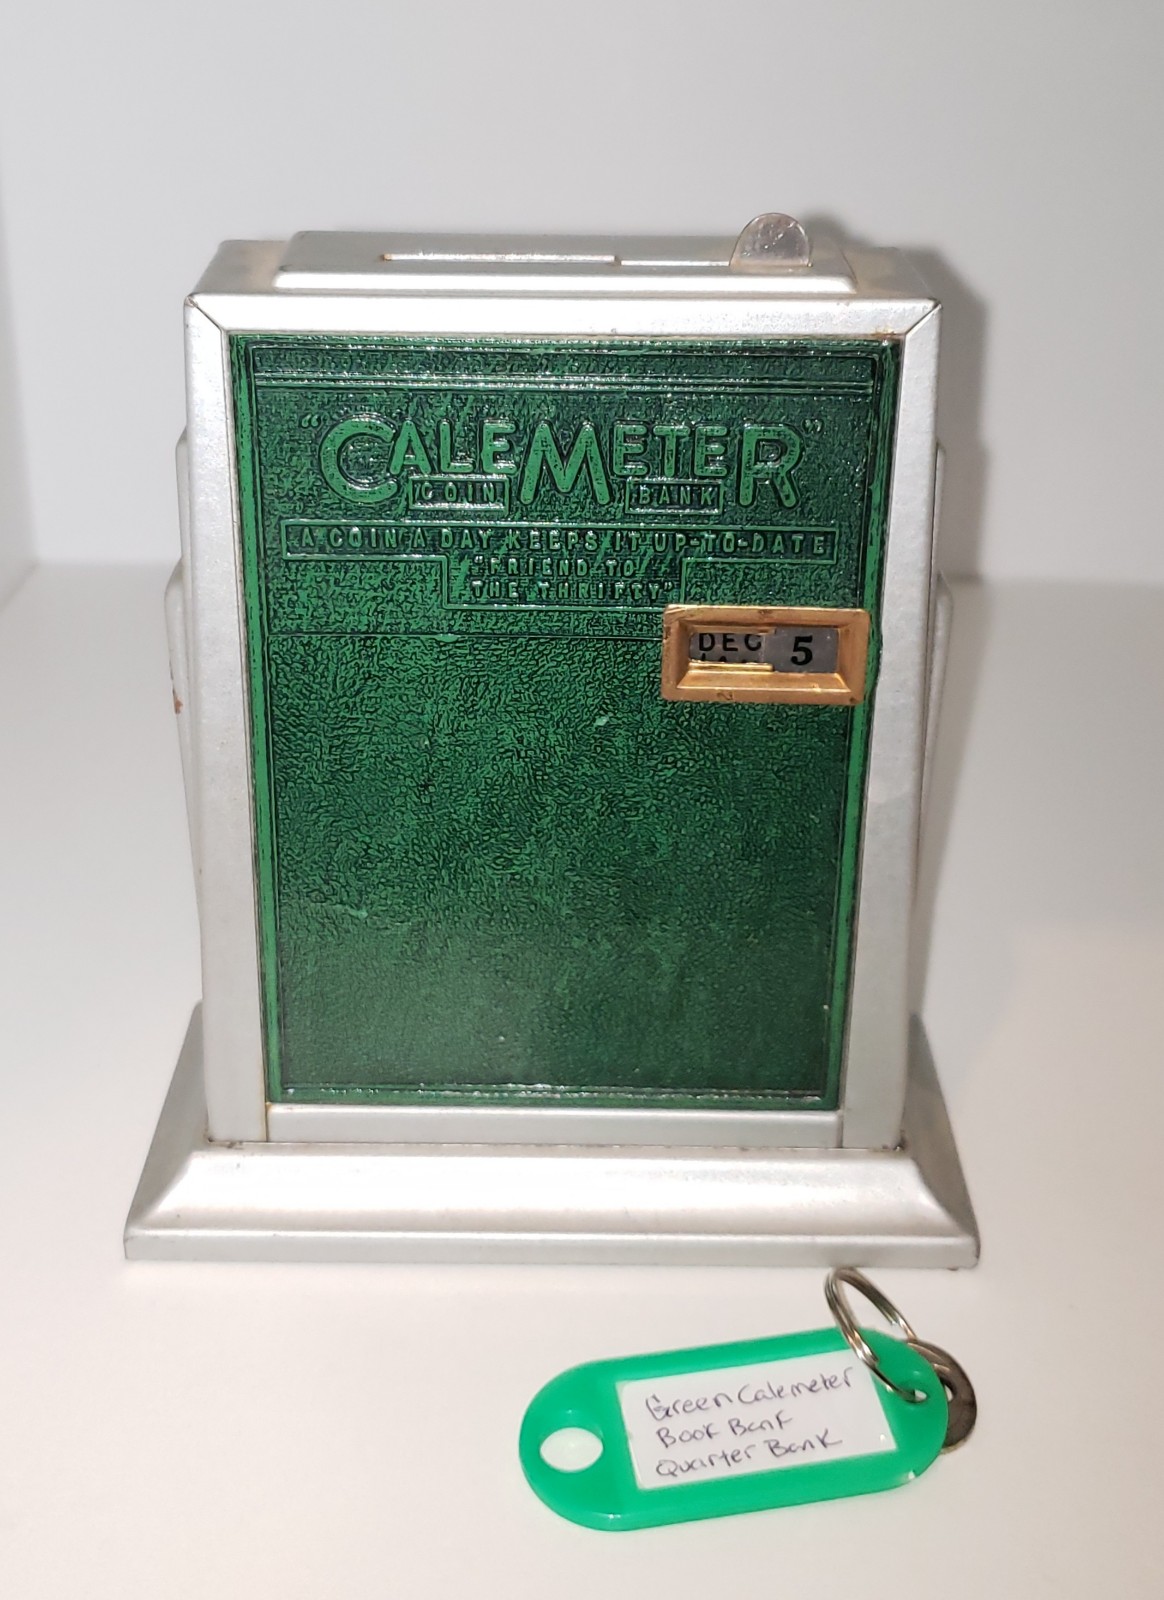 "CALEMETER"
COIN BANK
A COIN A DAY KEEPS IT UP-TO-DATE
"FRIEND TO
THE THRIFTY"
DEC 5
Green Calemeter
Book Bank
Quarter Bank